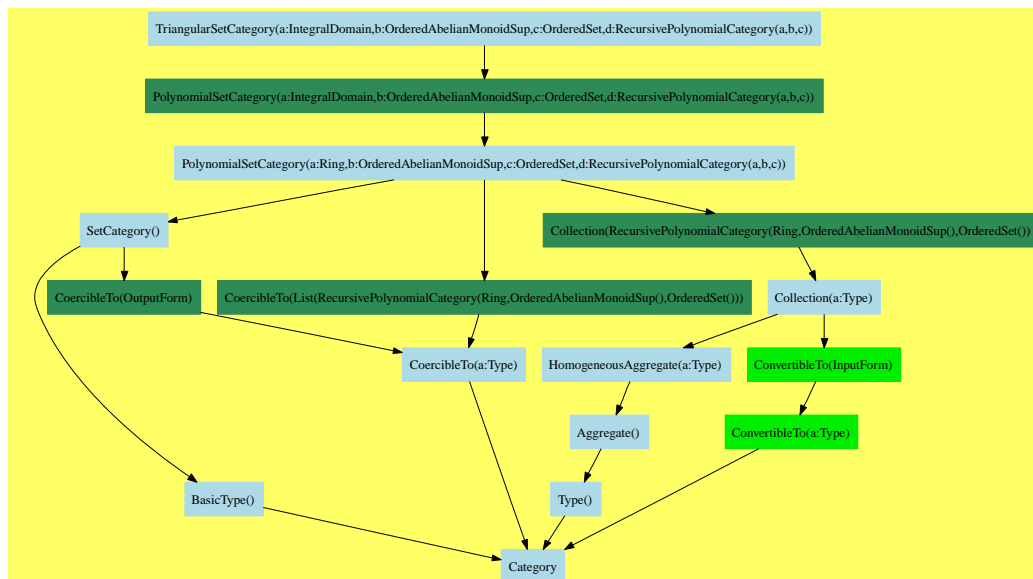 TriangularSetCategory(a:IntegralDomain,b:OrderedAbelianMonoidSup,c:OrderedSet,d:RecursivePolynomialCategory(a,b,c))
PolynomialSetCategory(a:IntegralDomain,b:OrderedAbelianMonoidSup,c:OrderedSet,d:RecursivePolynomialCategory(a,b,c))
PolynomialSetCategory(a:Ring,b:OrderedAbelianMonoidSup,c:OrderedSet,d:RecursivePolynomialCategory(a,b,c))
SetCategory()
Collection(RecursivePolynomialCategory(Ring,OrderedAbelianMonoidSup(),OrderedSet())
CoercibleTo(OutputForm)
CoercibleTo(List(RecursivePolynomialCategory(Ring,OrderedAbelianMonoidSup(),OrderedSet()))
Collection(a:Type)
CoercibleTo(a:Type)
HomogeneousAggregate(a:Type)
ConvertibleTo(InputForm)
Aggregate()
ConvertibleTo(a:Type)
BasicType()
Type()
Category